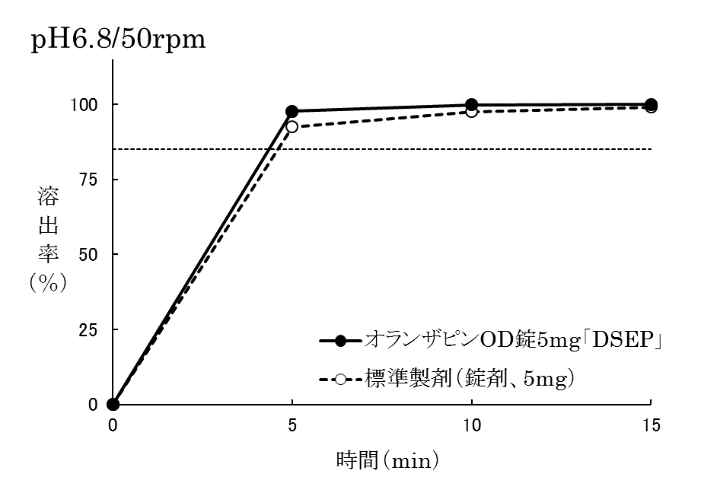 pH6.8/50rpm
100
75
50
25
0
溶出率(%)
オランザピンOD錠5mg「DSEP」
標準製剤(錠剤、5mg)
0 5 10 15
時間(min)